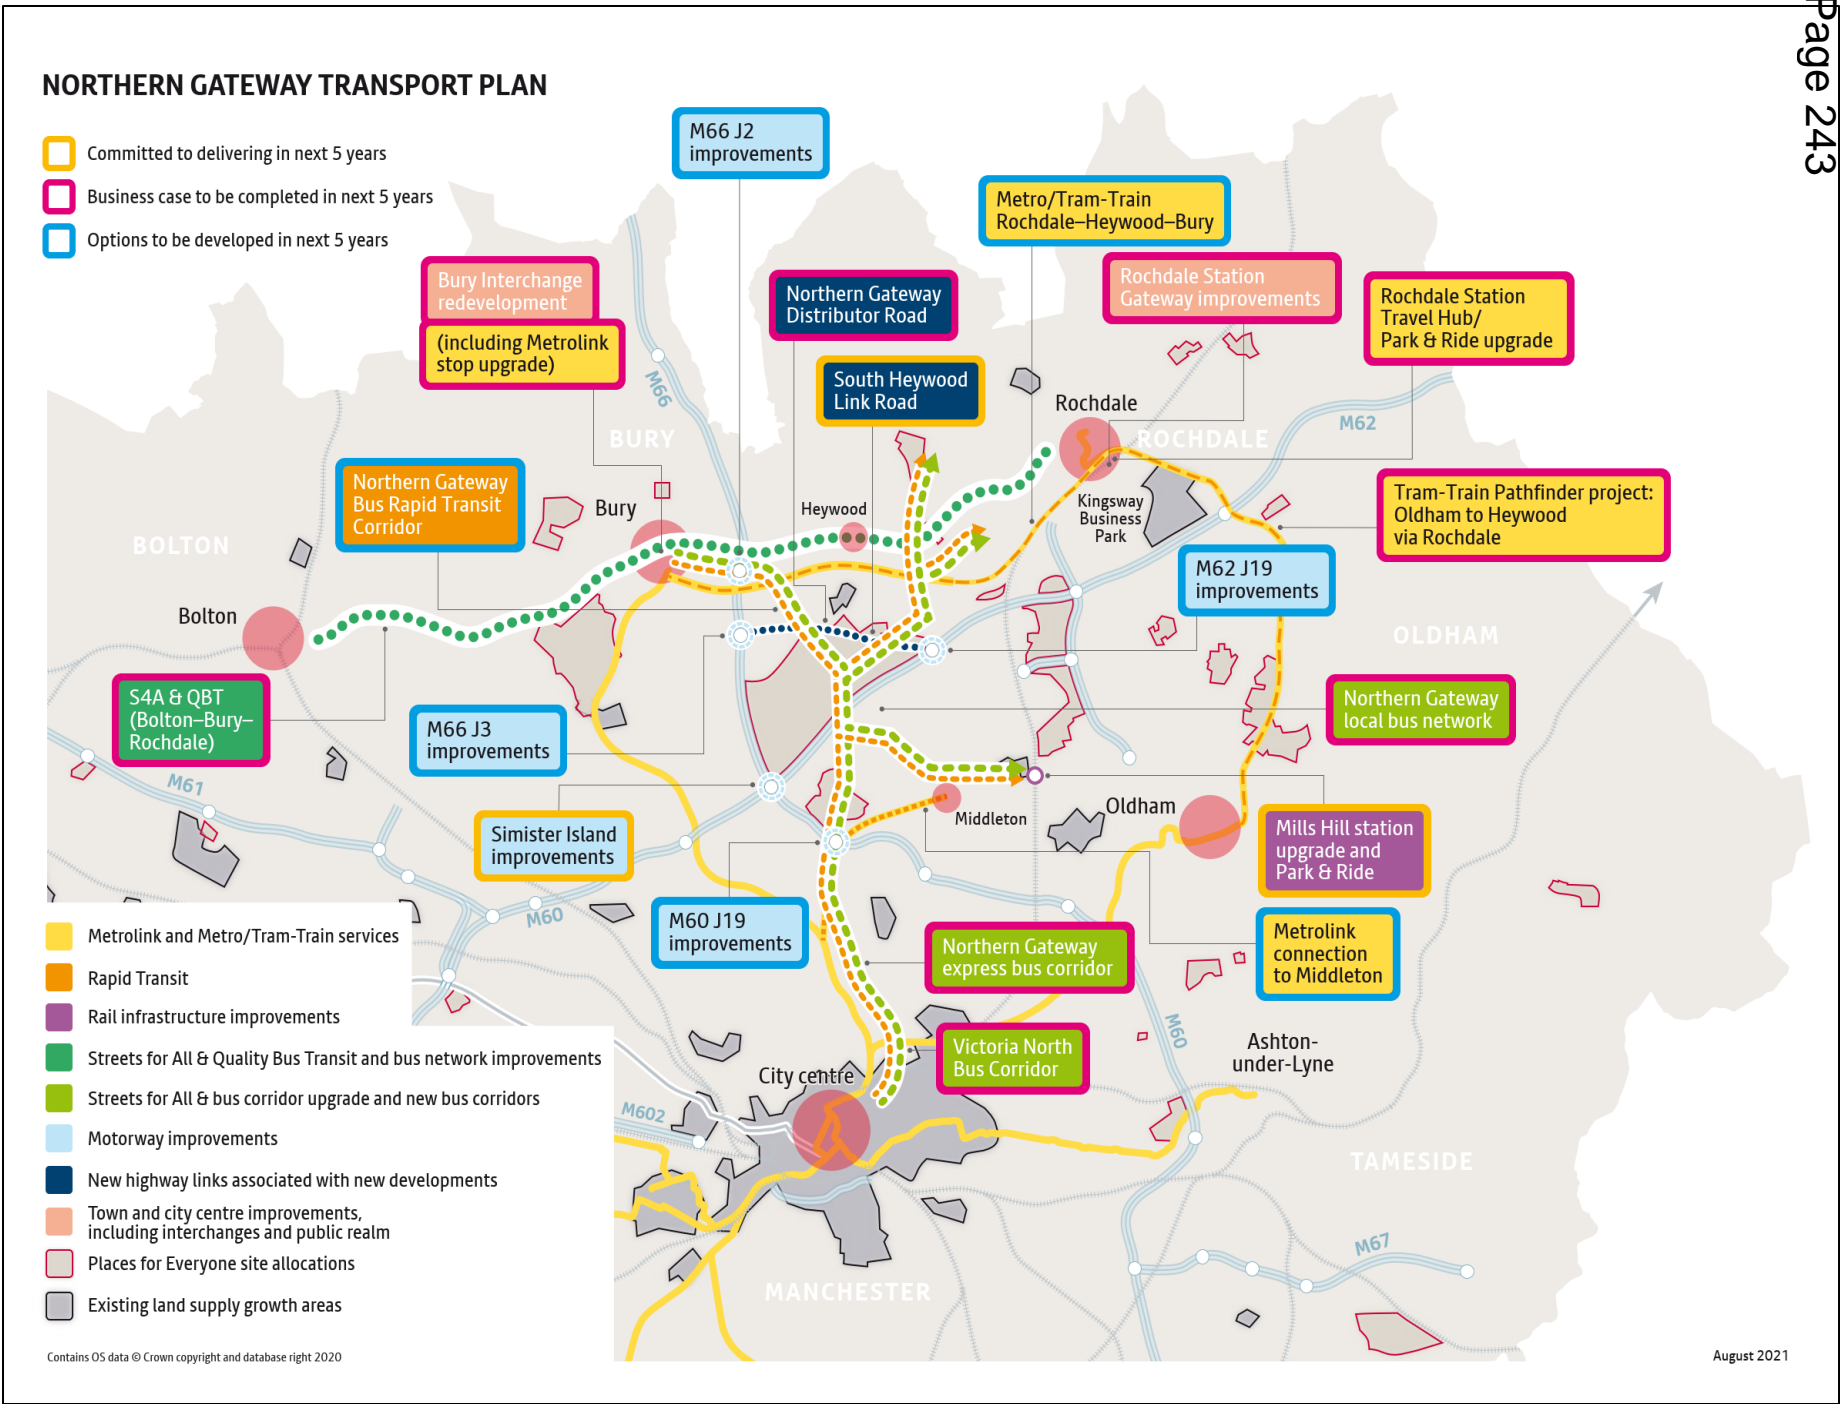 Page 243
NORTHERN GATEWAY TRANSPORT PLAN
Committed to delivering in next 5 years
Business case to be completed in next 5 years
Options to be developed in next 5 years
M66 J2
improvements
Metro/Tram-Train
Rochdale–Heywood–Bury
Bury Interchange
redevelopment
(including Metrolink
stop upgrade)
Northern Gateway
Distributor Road
Rochdale Station
Gateway improvements
Rochdale Station
Travel Hub/
Park & Ride upgrade
South Heywood
Link Road
M66
Rochdale
M62
BURY
ROCHDALE
Northern Gateway
Bus Rapid Transit
Corridor
Bury
Heywood
Kingsway
Business
Park
Tram-Train Pathfinder project:
Oldham to Heywood
via Rochdale
BOLTON
M62 J19
improvements
Bolton
OLDHAM
S4A & QBT
(Bolton–Bury–
Rochdale)
M66 J3
improvements
Northern Gateway
local bus network
M61
Simister Island
improvements
Middleton
Oldham
Mills Hill station
upgrade and
Park & Ride
M60
M60 J19
improvements
Northern Gateway
express bus corridor
Metrolink
connection
to Middleton
M60
Victoria North
Bus Corridor
Ashton-
under-Lyne
City centre
M602
TAMESIDE
M67
MANCHESTER
Metrolink and Metro/Tram-Train services
Rapid Transit
Rail infrastructure improvements
Streets for All & Quality Bus Transit and bus network improvements
Streets for All & bus corridor upgrade and new bus corridors
Motorway improvements
New highway links associated with new developments
Town and city centre improvements,
including interchanges and public realm
Places for Everyone site allocations
Existing land supply growth areas
Contains OS data © Crown copyright and database right 2020
August 2021